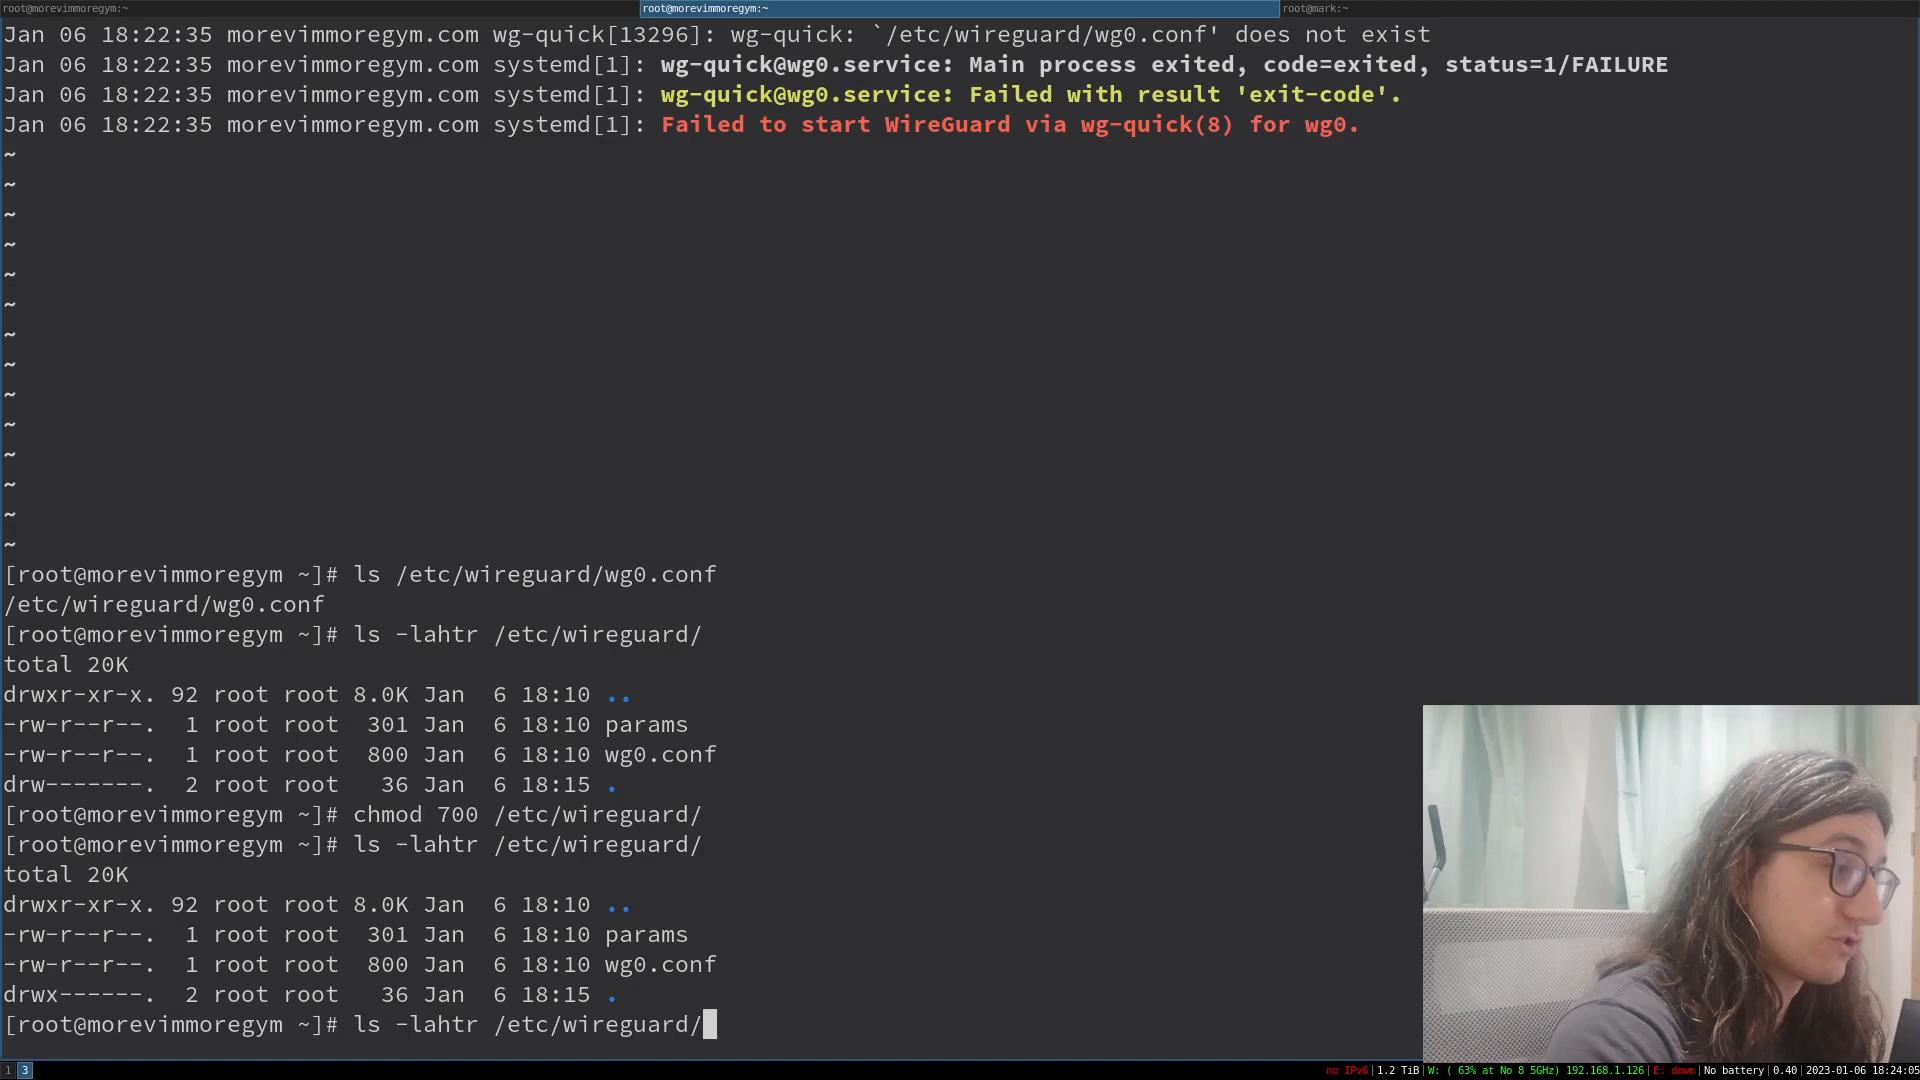 root@morevimmoregym:~ root@morevimmoregym:~ root@mark:~
Jan 06 18:22:35 morevimmoregym.com wg-quick[13296]: wg-quick: `/etc/wireguard/wg0.conf' does not exist
Jan 06 18:22:35 morevimmoregym.com systemd[1]: wg-quick@wg0.service: Main process exited, code=exited, status=1/FAILURE
Jan 06 18:22:35 morevimmoregym.com systemd[1]: wg-quick@wg0.service: Failed with result 'exit-code'.
Jan 06 18:22:35 morevimmoregym.com systemd[1]: Failed to start WireGuard via wg-quick(8) for wg0.
~
~
~
~
~
~
~
~
~
~
~
~
~
~
[root@morevimmoregym ~]# ls /etc/wireguard/wg0.conf
/etc/wireguard/wg0.conf
[root@morevimmoregym ~]# ls -lahtr /etc/wireguard/
total 20K
drwxr-xr-x. 92 root root 8.0K Jan  6 18:10 ..
-rw-r--r--.  1 root root  301 Jan  6 18:10 params
-rw-r--r--.  1 root root  800 Jan  6 18:10 wg0.conf
drw-------.  2 root root   36 Jan  6 18:15 .
[root@morevimmoregym ~]# chmod 700 /etc/wireguard/
[root@morevimmoregym ~]# ls -lahtr /etc/wireguard/
total 20K
drwxr-xr-x. 92 root root 8.0K Jan  6 18:10 ..
-rw-r--r--.  1 root root  301 Jan  6 18:10 params
-rw-r--r--.  1 root root  800 Jan  6 18:10 wg0.conf
drwx------.  2 root root   36 Jan  6 18:15 .
[root@morevimmoregym ~]# ls -lahtr /etc/wireguard/
1 3 no IPv6|1.2 TiB|W: ( 63% at No 8 5GHz) 192.168.1.126|E: down|No battery|0.40|2023-01-06 18:24:05